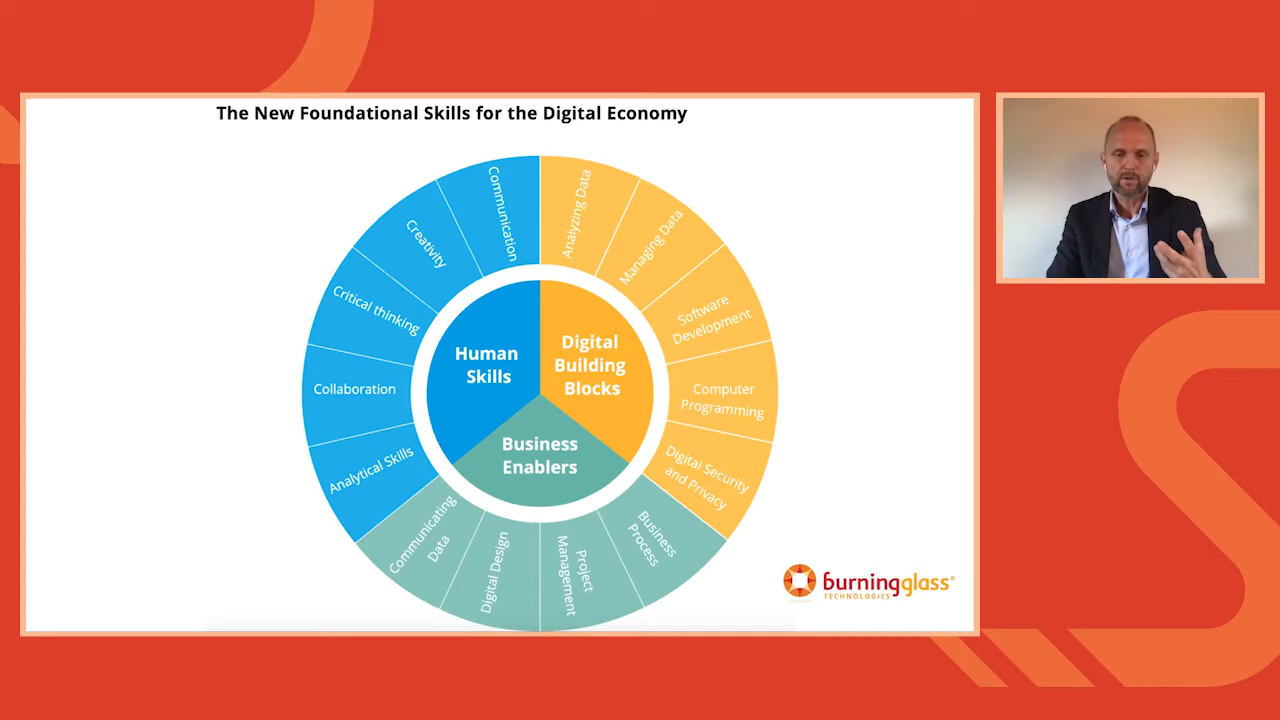 The New Foundational Skills for the Digital Economy
Communication
Creativity
Critical thinking
Collaboration
Analytical Skills
Analyzing Data
Managing Data
Software
Development
Computer
Programming
Digital Security
and Privacy
Human
Skills
Digital
Building
Blocks
Business
Enablers
Communicating
Data
Digital Design
Project
Management
Business
Process
burningglass®
TECHNOLOGIES